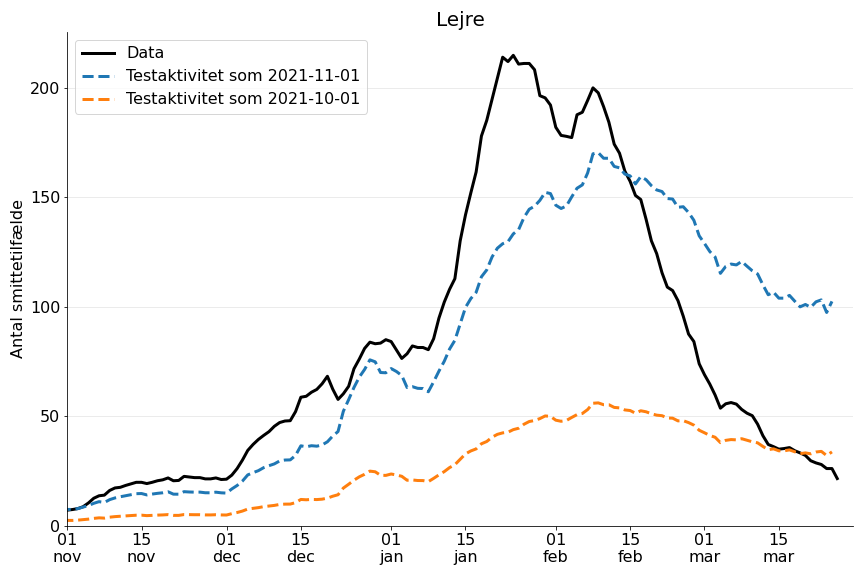 Lejre
Data
Testaktivitet som 2021-11-01
Testaktivitet som 2021-10-01
Antal smittetilfælde
200
150
100
50
0
01 15 01 15 01 15 01 15 01 15
nov nov dec dec jan jan feb feb mar mar